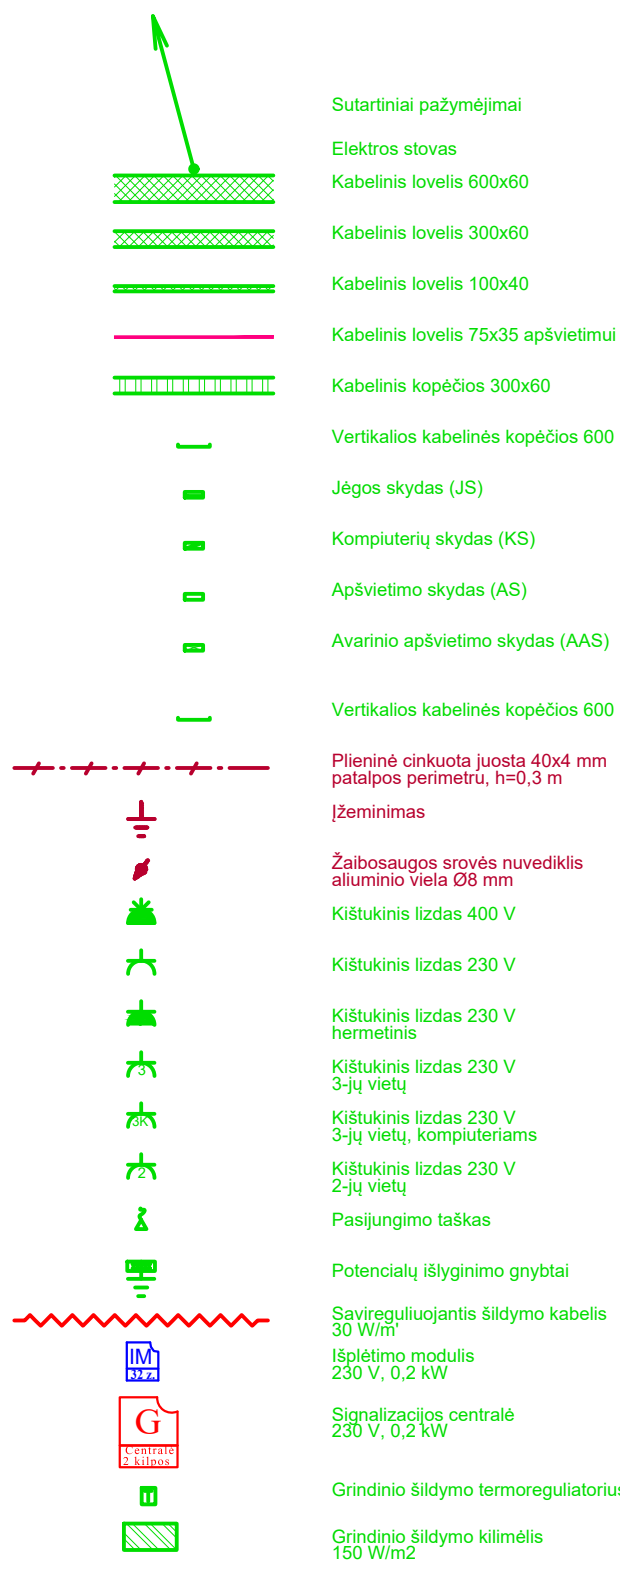 Sutartiniai pažymėjimai
Elektros stovas
Kabelinis lovelis 600x60
Kabelinis lovelis 300x60
Kabelinis lovelis 100x40
Kabelinis lovelis 75x35 apšvietimui
Kabelinis kopėčios 300x60
Vertikalios kabelinės kopėčios 600
Jėgos skydas (JS)
Kompiuterių skydas (KS)
Apšvietimo skydas (AS)
Avarinio apšvietimo skydas (AAS)
Vertikalios kabelinės kopėčios 600
Plieninė cinkuota juosta 40x4 mm
patalpos perimetru, h=0,3 m
Įžeminimas
Žaibosaugos srovės nuvediklis
aliuminio viela Ø8 mm
Kištukinis lizdas 400 V
Kištukinis lizdas 230 V
Kištukinis lizdas 230 V
hermetinis
3
Kištukinis lizdas 230 V
3-jų vietų
3K
Kištukinis lizdas 230 V
3-jų vietų, kompiuteriams
2
Kištukinis lizdas 230 V
2-jų vietų
Pasijungimo taškas
Potencialų išlyginimo gnybtai
Savireguliuojantis šildymo kabelis
30 W/m'
IM
32 z.
Išplėtimo modulis
230 V, 0,2 kW
G
Centralė
2 kilpos
Signalizacijos centralė
230 V, 0,2 kW
Grindinio šildymo termoreguliatorius
Grindinio šildymo kilimėlis
150 W/m2